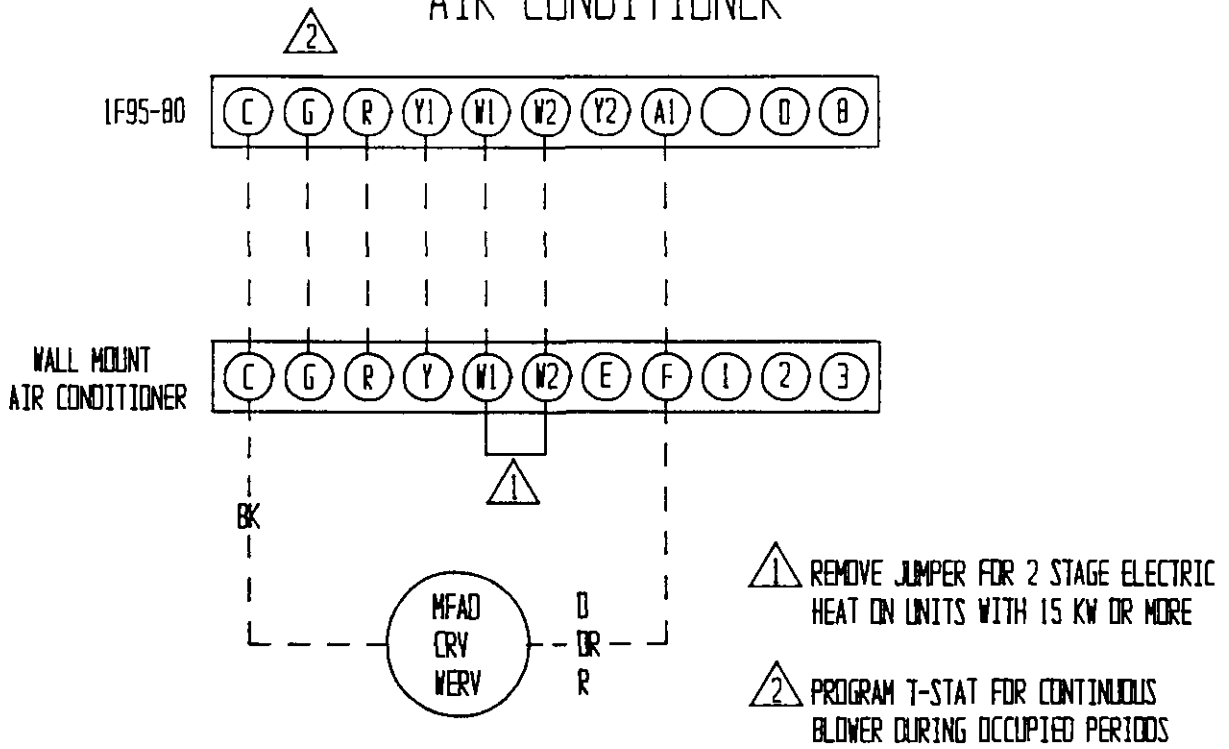 AIR CONDITIONER
2
1F95-80
C G R Y1 W1 W2 Y2 A1 O B
WALL MOUNT
AIR CONDITIONER
C G R Y W1 W2 E F 1 2 3
1
BK
MFAD
CRV
WERV
O
OR
R
1 REMOVE JUMPER FOR 2 STAGE ELECTRIC
HEAT ON UNITS WITH 15 KW OR MORE
2 PROGRAM T-STAT FOR CONTINUOUS
BLOWER DURING OCCUPIED PERIODS